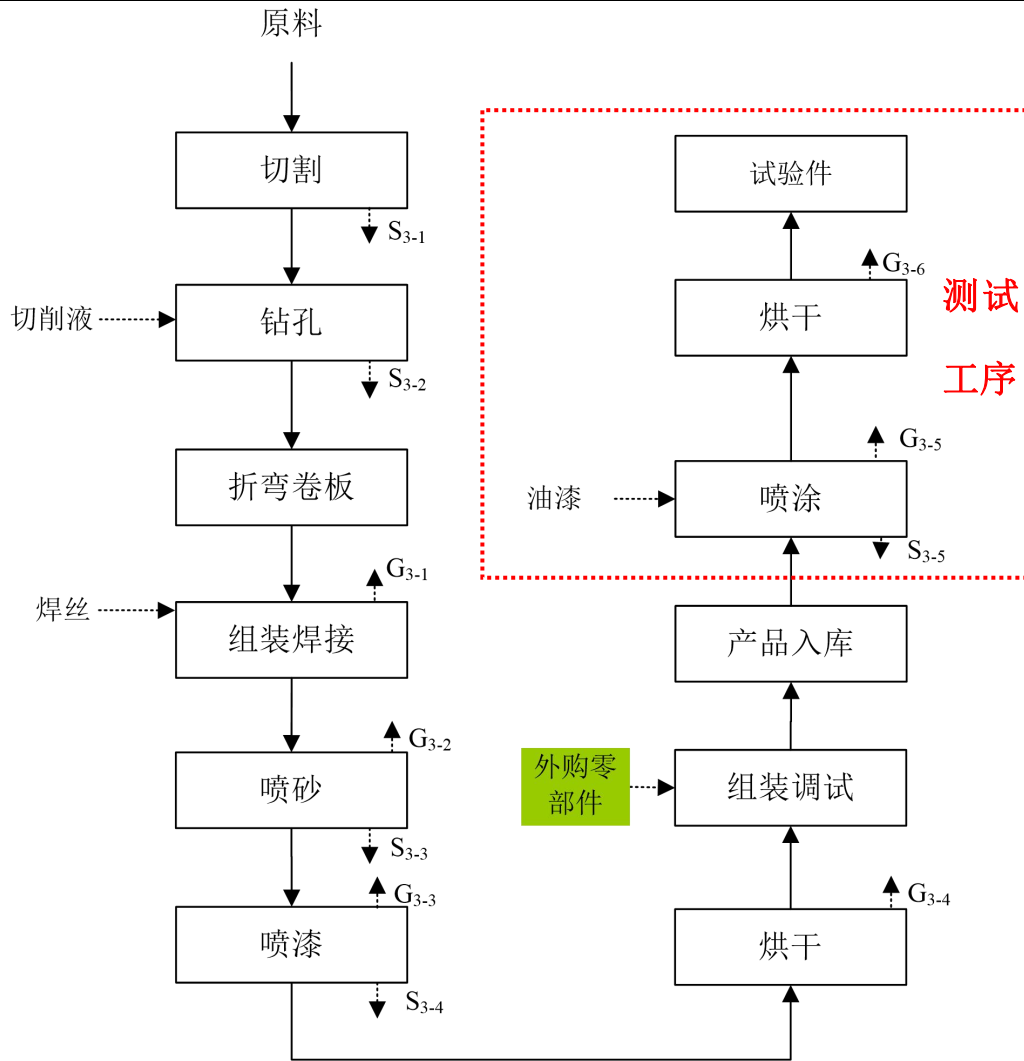 原料
切割
S3-1
切削液
钻孔
S3-2
折弯卷板
G3-1
焊丝
组装焊接
G3-2
喷砂
S3-3
G3-3
喷漆
S3-4
试验件
G3-6
烘干
测试
工序
G3-5
油漆
喷涂
S3-5
产品入库
外购零
部件
组装调试
G3-4
烘干